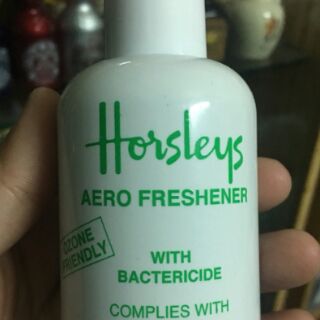 Horsleys
AERO FRESHENER
OZONE
FRIENDLY
WITH
BACTERICIDE
COMPLIES WITH